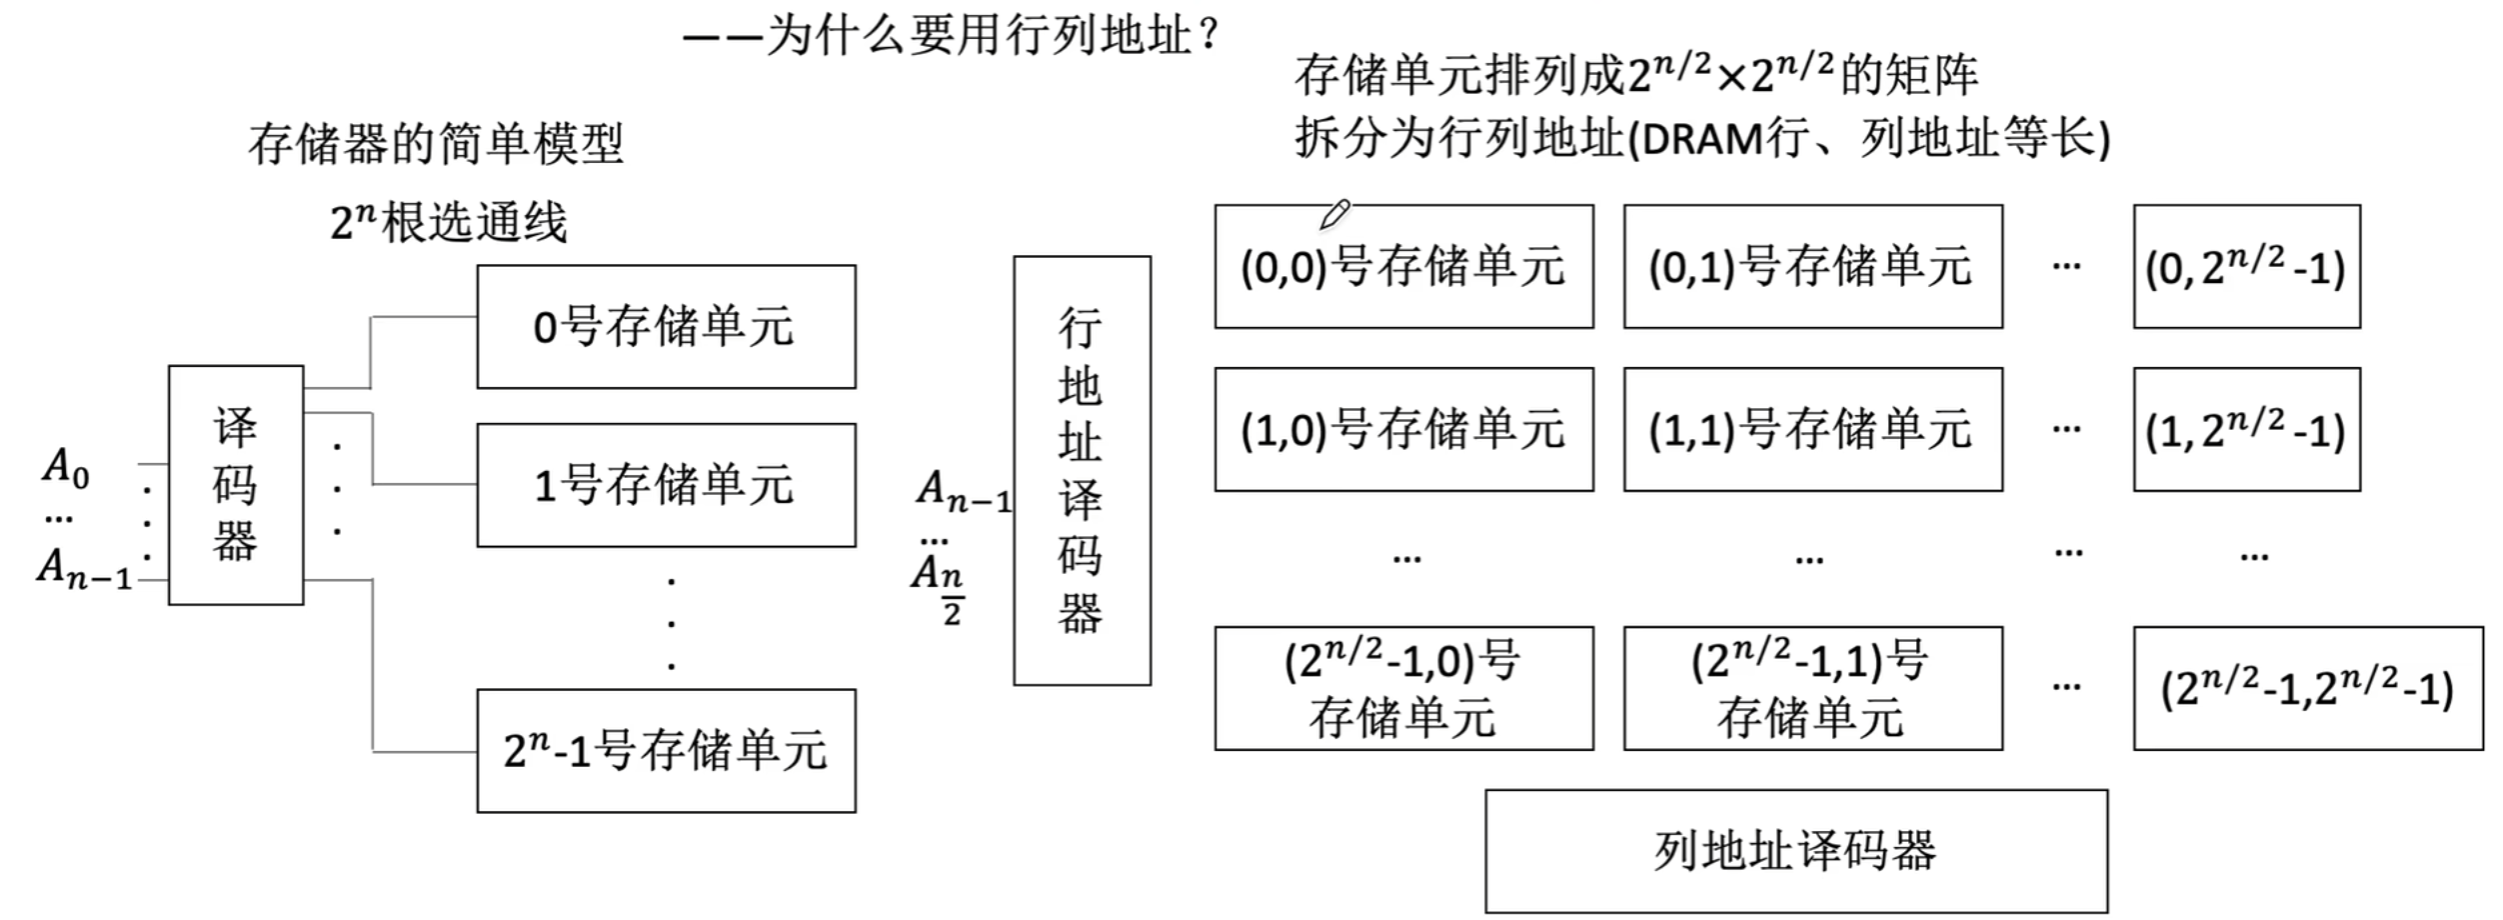 ——为什么要用行列地址?
存储器的简单模型
2ⁿ根选通线
A₀
...
Aₙ₋₁
译码器
0号存储单元
1号存储单元
2ⁿ-1号存储单元
存储单元排列成2^{n/2}×2^{n/2}的矩阵
拆分为行列地址(DRAM行、列地址等长)
Aₙ₋₁
...
A_{n/2}
行地址译码器
(0,0)号存储单元 (0,1)号存储单元 ... (0, 2^{n/2}-1)
(1,0)号存储单元 (1,1)号存储单元 ... (1, 2^{n/2}-1)
... ... ... ...
(2^{n/2}-1,0)号存储单元 (2^{n/2}-1,1)号存储单元 ... (2^{n/2}-1,2^{n/2}-1)
列地址译码器